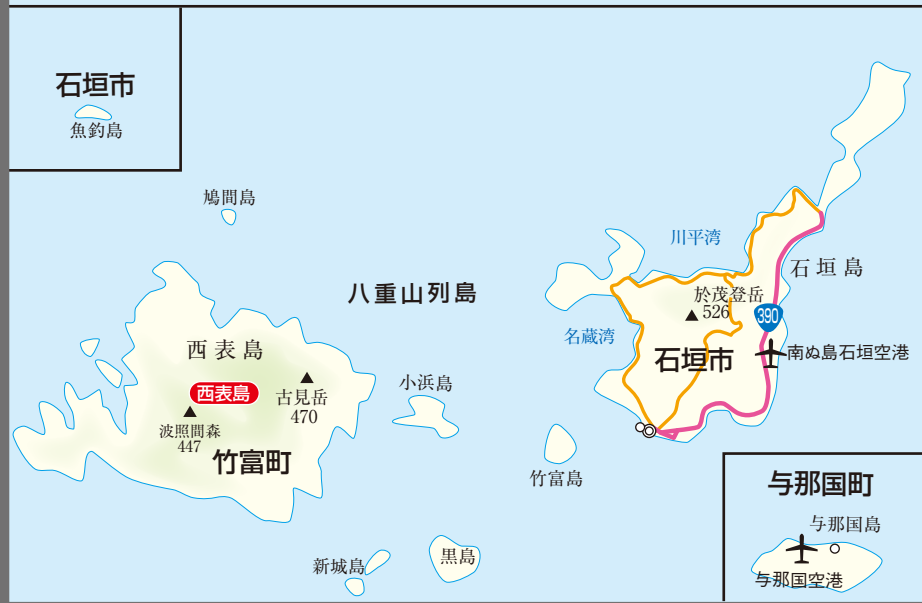 石垣市
魚釣島
鳩間島
川平湾
石垣島
八重山列島
於茂登岳
526
390
名蔵湾
西表島
石垣市
南ぬ島石垣空港
西表島
古見岳
470
小浜島
波照間森
447
竹富町
竹富島
与那国町
与那国島
新城島
黒島
与那国空港